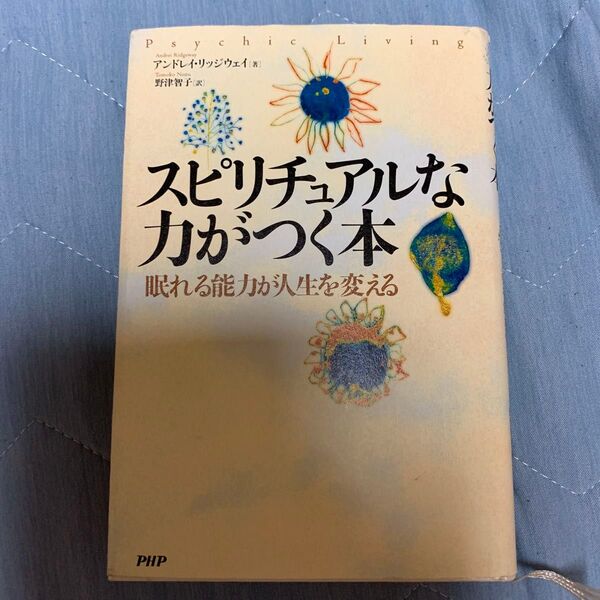 Psychic Living
Andrei Ridgeway
アンドレイ・リッジウェイ[著]
Tomoko Nozu
野津智子[訳]
スピリチュアルな
力がつく本
眠れる能力が人生を変える
PHP